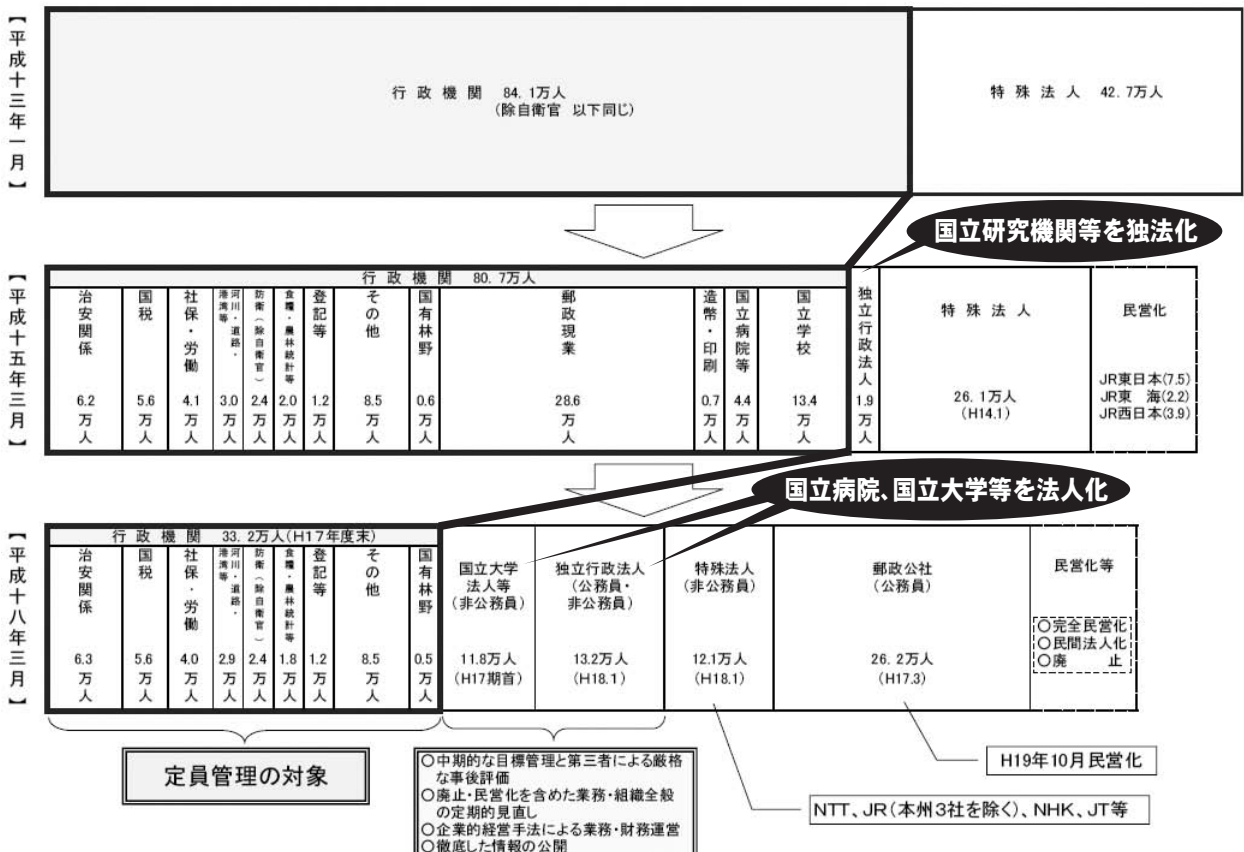 【平成十三年一月】
行政機関 84.1万人
(除自衛官 以下同じ)
特殊法人 42.7万人
国立研究機関等を独法化
【平成十五年三月】
行政機関 80.7万人
治安関係
6.2万人
国税
5.6万人
社保・労働
4.1万人
河川・道路・港湾等
3.0万人
防衛(除自衛官)
2.4万人
食糧・農林統計等
2.0万人
登記等
1.2万人
その他
8.5万人
国有林野
0.6万人
郵政現業
28.6万人
造幣・印刷
0.7万人
国立病院等
4.4万人
国立学校
13.4万人
独立行政法人
1.9万人
特殊法人
26.1万人
(H14.1)
民営化
JR東日本(7.5)
JR東 海(2.2)
JR西日本(3.9)
国立病院、国立大学等を法人化
【平成十八年三月】
行政機関 33.2万人(H17年度末)
治安関係
6.3万人
国税
5.6万人
社保・労働
4.0万人
河川・道路・港湾等
2.9万人
防衛(除自衛官)
2.4万人
食糧・農林統計等
1.8万人
登記等
1.2万人
その他
8.5万人
国有林野
0.5万人
国立大学
法人等
(非公務員)
11.8万人
(H17期首)
独立行政法人
(公務員・
非公務員)
13.2万人
(H18.1)
特殊法人
(非公務員)
12.1万人
(H18.1)
郵政公社
(公務員)
26.2万人
(H17.3)
民営化等
○完全民営化
○民間法人化
○廃 止
定員管理の対象
○中期的な目標管理と第三者による厳格
な事後評価
○廃止・民営化を含めた業務・組織全般
の定期的見直し
○企業的経営手法による業務・財務運営
○徹底した情報の公開
H19年10月民営化
NTT、JR(本州3社を除く)、NHK、JT等